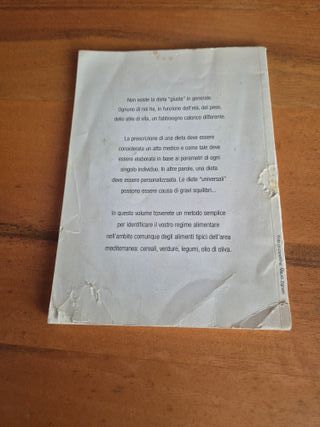 Non esiste la dieta "giusta" in generale.
Ognuno di noi ha, in funzione dell'età, del peso,
dello stile di vita, un fabbisogno calorico differente.
La prescrizione di una dieta deve essere
considerata un atto medico e come tale deve
essere elaborata in base ai parametri di ogni
singolo individuo. In altre parole, una dieta
deve essere personalizzata. Le diete "universali"
possono essere causa di gravi squilibri...
In questo volume troverete un metodo semplice
per identificare il vostro regime alimentare
nell'ambito comunque degli alimenti tipici dell'area
mediterranea: cereali, verdure, legumi, olio di oliva.